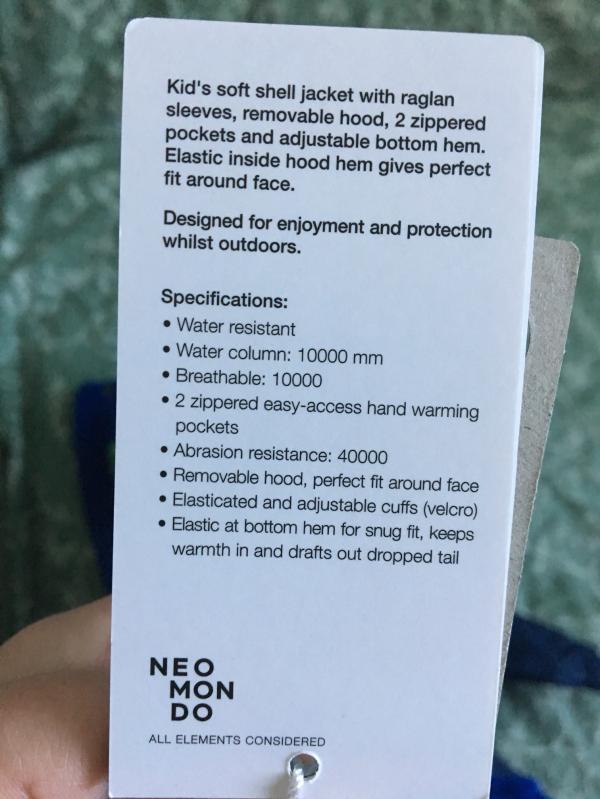 Kid's soft shell jacket with raglan
sleeves, removable hood, 2 zippered
pockets and adjustable bottom hem.
Elastic inside hood hem gives perfect
fit around face.
Designed for enjoyment and protection
whilst outdoors.
Specifications:
• Water resistant
• Water column: 10000 mm
• Breathable: 10000
• 2 zippered easy-access hand warming
pockets
• Abrasion resistance: 40000
• Removable hood, perfect fit around face
• Elasticated and adjustable cuffs (velcro)
• Elastic at bottom hem for snug fit, keeps
warmth in and drafts out dropped tail
NEO
MON
DO
ALL ELEMENTS CONSIDERED